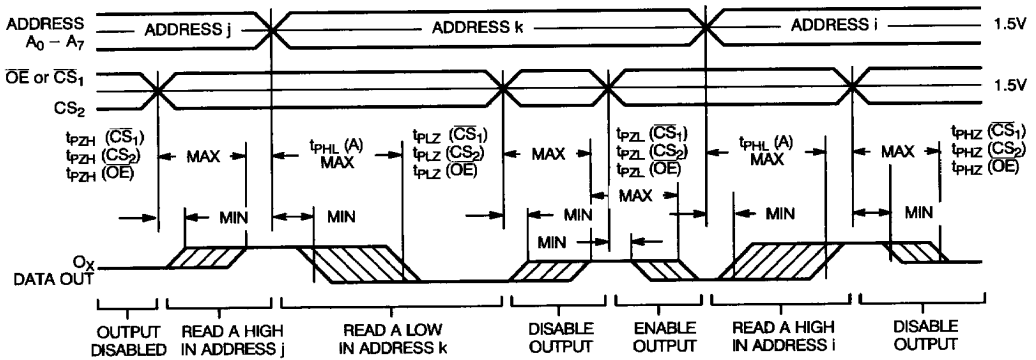 ADDRESS
A0 – A7
ADDRESS j
ADDRESS k
ADDRESS i
1.5V
OE or CS1
CS2
1.5V
tPZH (CS1)
tPZH (CS2)
tPZH (OE)
MAX
tPHL (A)
MAX
tPLZ (CS1)
tPLZ (CS2)
tPLZ (OE)
MAX
tPZL (CS1)
tPZL (CS2)
tPZL (OE)
MAX
tPHL (A)
MAX
MAX
tPHZ (CS1)
tPHZ (CS2)
tPHZ (OE)
MIN
MIN
MIN
MIN
MIN
MIN
OX
DATA OUT
OUTPUT
DISABLED
READ A HIGH
IN ADDRESS j
READ A LOW
IN ADDRESS k
DISABLE
OUTPUT
ENABLE
OUTPUT
READ A HIGH
IN ADDRESS i
DISABLE
OUTPUT